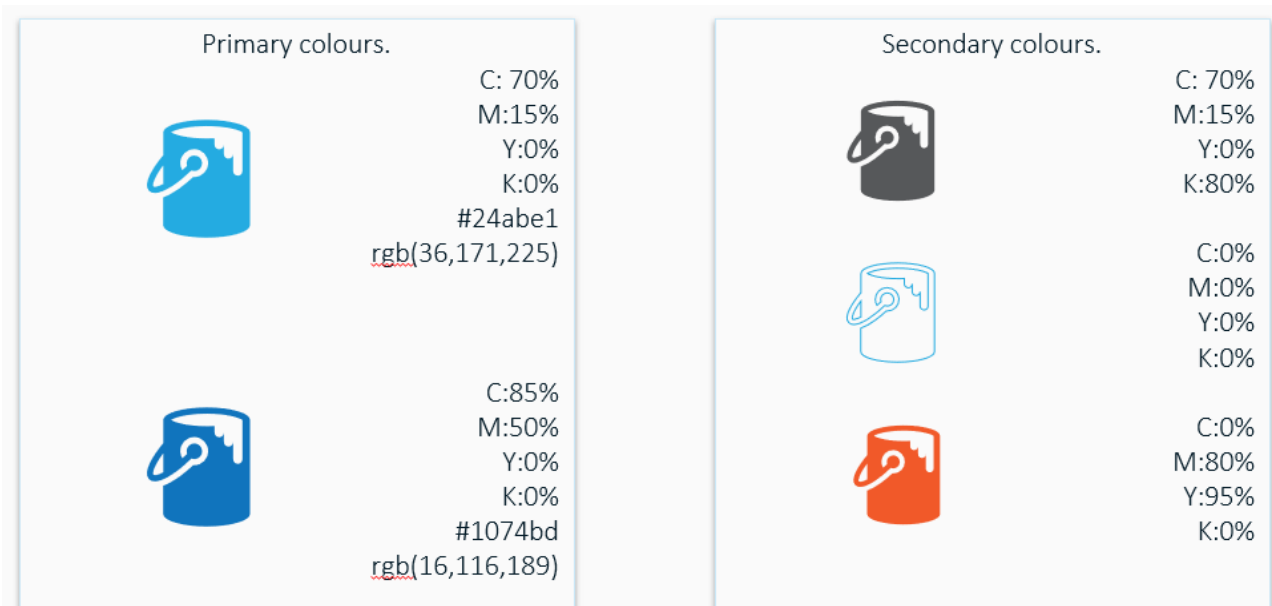 Primary colours.
C: 70%
M:15%
Y:0%
K:0%
#24abe1
rgb(36,171,225)
C:85%
M:50%
Y:0%
K:0%
#1074bd
rgb(16,116,189)
Secondary colours.
C: 70%
M:15%
Y:0%
K:80%
C:0%
M:0%
Y:0%
K:0%
C:0%
M:80%
Y:95%
K:0%